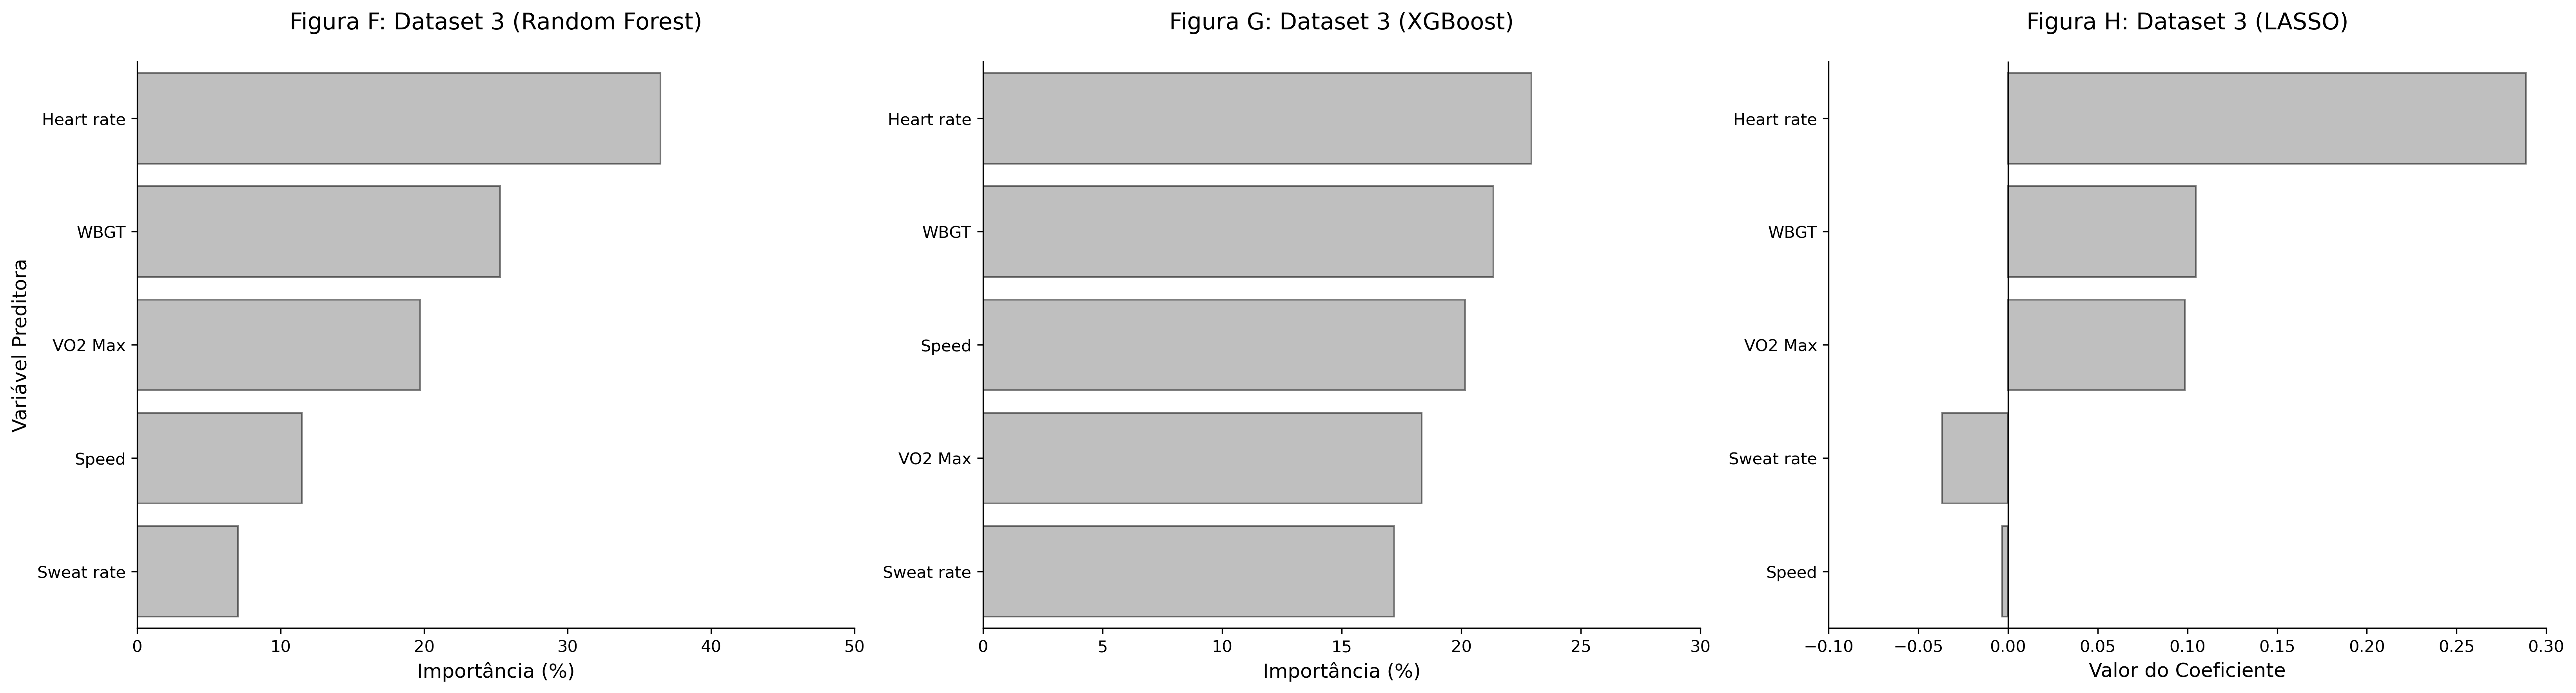 Figura F: Dataset 3 (Random Forest)
Variável Preditora
Heart rate
WBGT
VO2 Max
Speed
Sweat rate
0 10 20 30 40 50
Importância (%)
Figura G: Dataset 3 (XGBoost)
Heart rate
WBGT
Speed
VO2 Max
Sweat rate
0 5 10 15 20 25 30
Importância (%)
Figura H: Dataset 3 (LASSO)
Heart rate
WBGT
VO2 Max
Sweat rate
Speed
−0.10 −0.05 0.00 0.05 0.10 0.15 0.20 0.25 0.30
Valor do Coeficiente